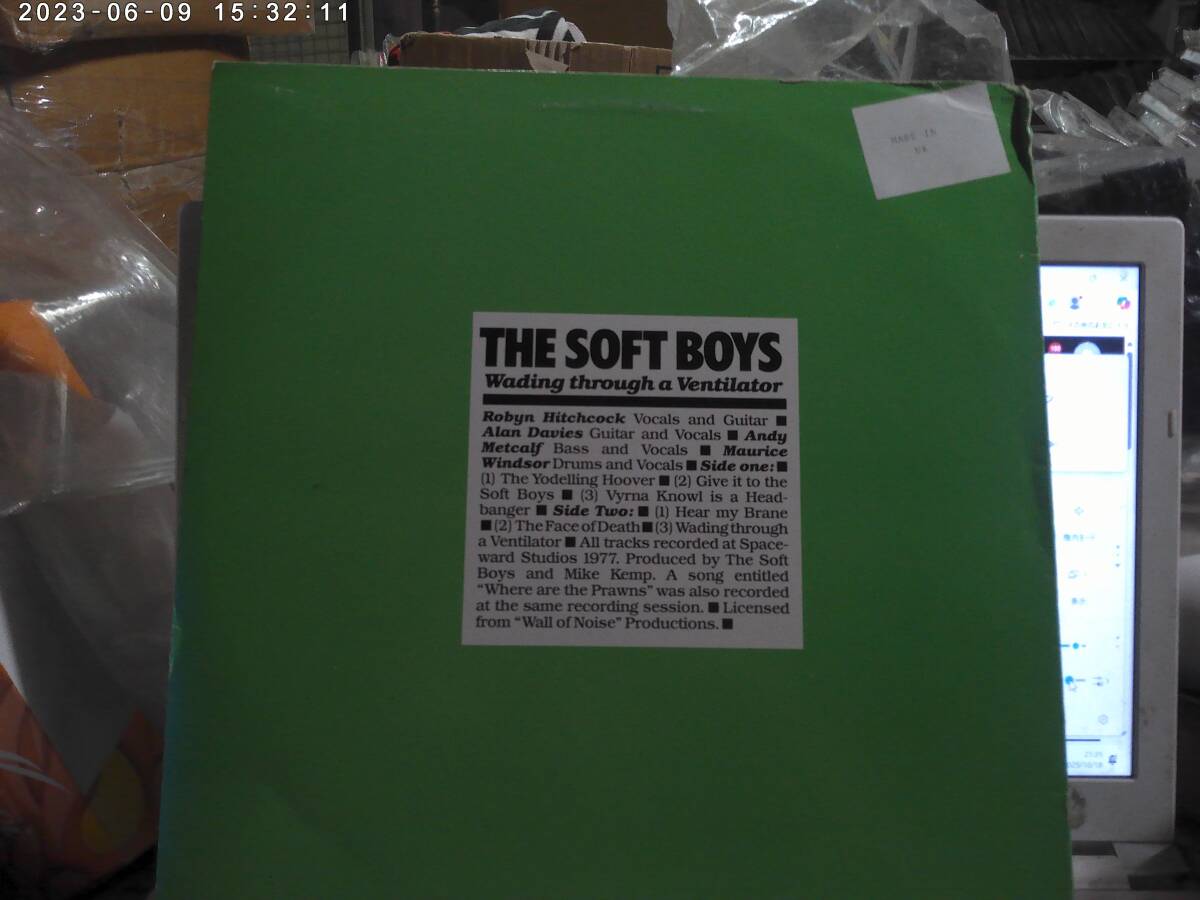 2023-06-09 15:32:11
MADE IN
UK
THE SOFT BOYS
Wading through a Ventilator
Robyn Hitchcock Vocals and Guitar ■
Alan Davies Guitar and Vocals ■ Andy
Metcalf Bass and Vocals ■ Maurice
Windsor Drums and Vocals ■ Side one: ■
(1) The Yodelling Hoover ■ (2) Give it to the
Soft Boys ■ (3) Vyrna Knowl is a Head-
banger ■ Side Two: ■ (1) Hear my Brane
■ (2) The Face of Death ■ (3) Wading through
a Ventilator ■ All tracks recorded at Space-
ward Studios 1977. Produced by The Soft
Boys and Mike Kemp. A song entitled
“Where are the Prawns” was also recorded
at the same recording session. ■ Licensed
from “Wall of Noise” Productions. ■